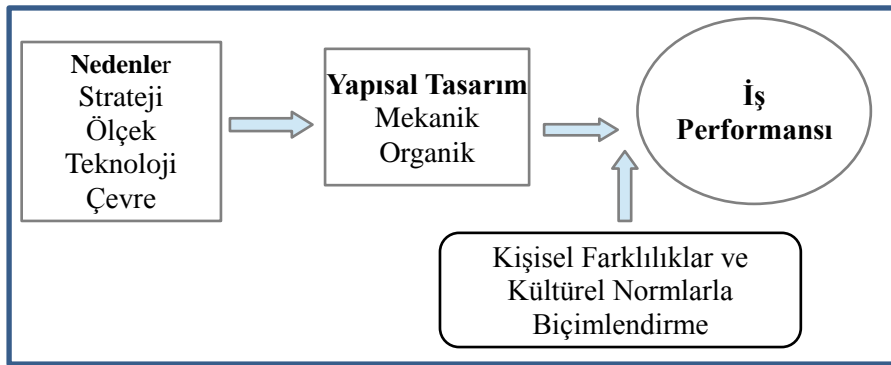 Nedenler
Strateji
Ölçek
Teknoloji
Çevre
Yapısal Tasarım
Mekanik
Organik
İş
Performansı
Kişisel Farklılıklar ve
Kültürel Normlarla
Biçimlendirme